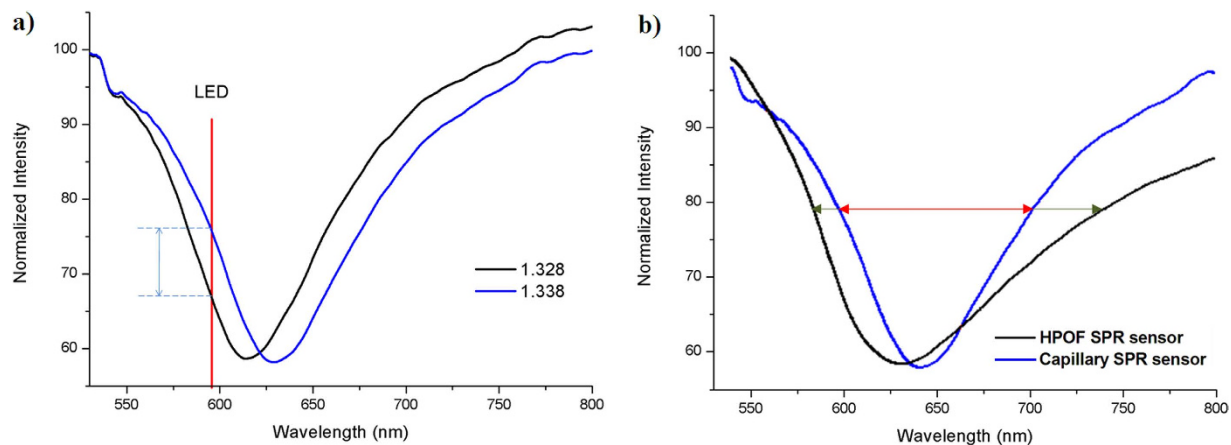 a)
100
90
80
70
60
Normalized Intensity
LED
1.328
1.338
550
600
650
700
750
800
Wavelength (nm)
b)
100
90
80
70
60
Normalized Intensity
HPOF SPR sensor
Capillary SPR sensor
550
600
650
700
750
800
Wavelength (nm)